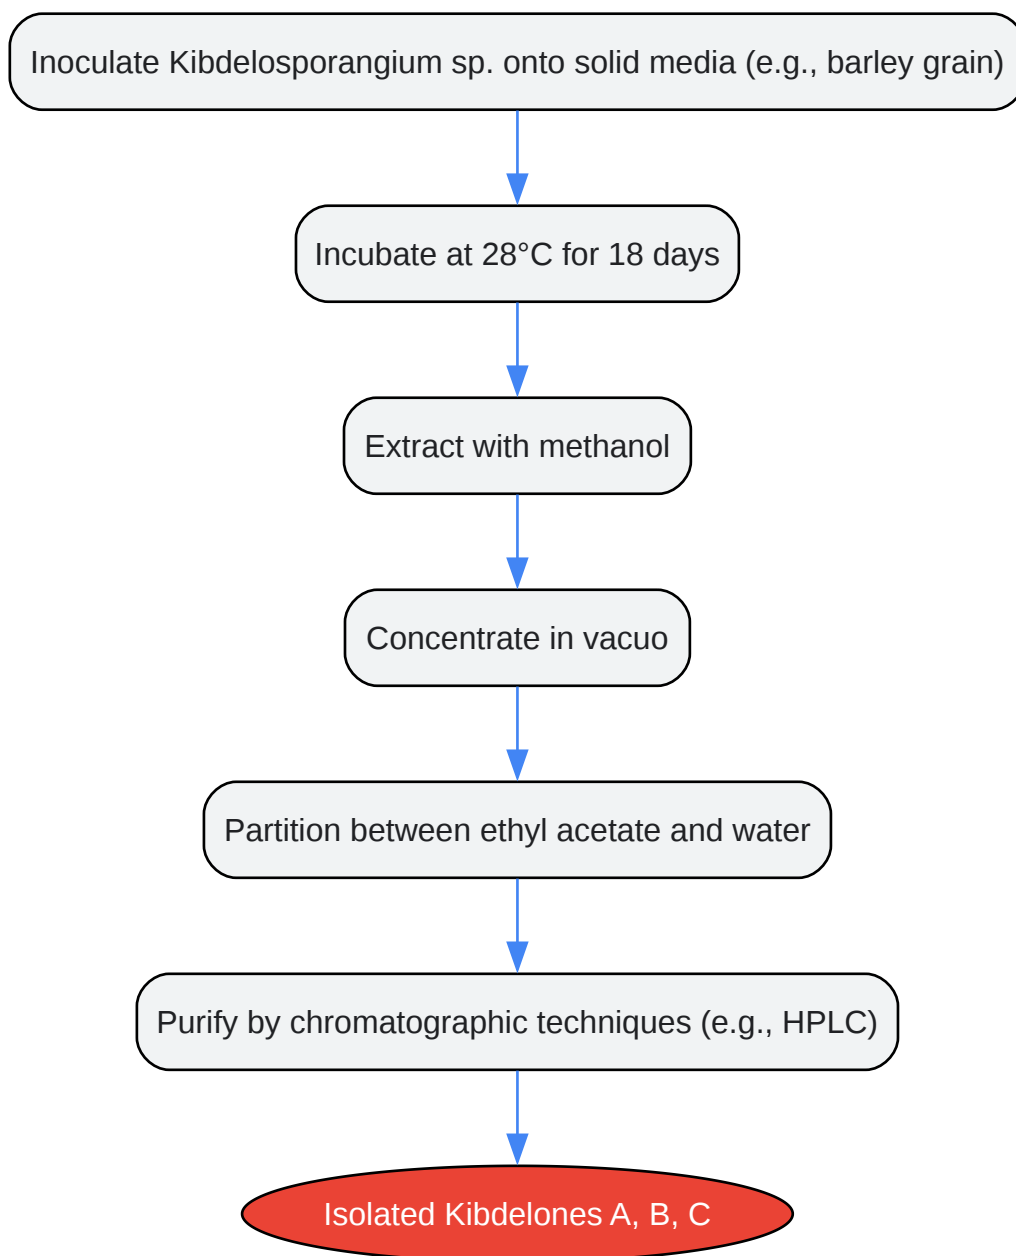 Inoculate Kibdelosporangium sp. onto solid media (e.g., barley grain)
Incubate at 28°C for 18 days
Extract with methanol
Concentrate in vacuo
Partition between ethyl acetate and water
Purify by chromatographic techniques (e.g., HPLC)
Isolated Kibdelones A, B, C